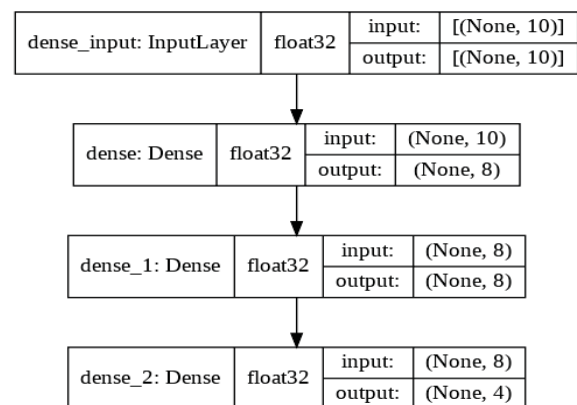 dense_input: InputLayer float32 input: [(None, 10)]
output: [(None, 10)]
dense: Dense float32 input: (None, 10)
output: (None, 8)
dense_1: Dense float32 input: (None, 8)
output: (None, 8)
dense_2: Dense float32 input: (None, 8)
output: (None, 4)